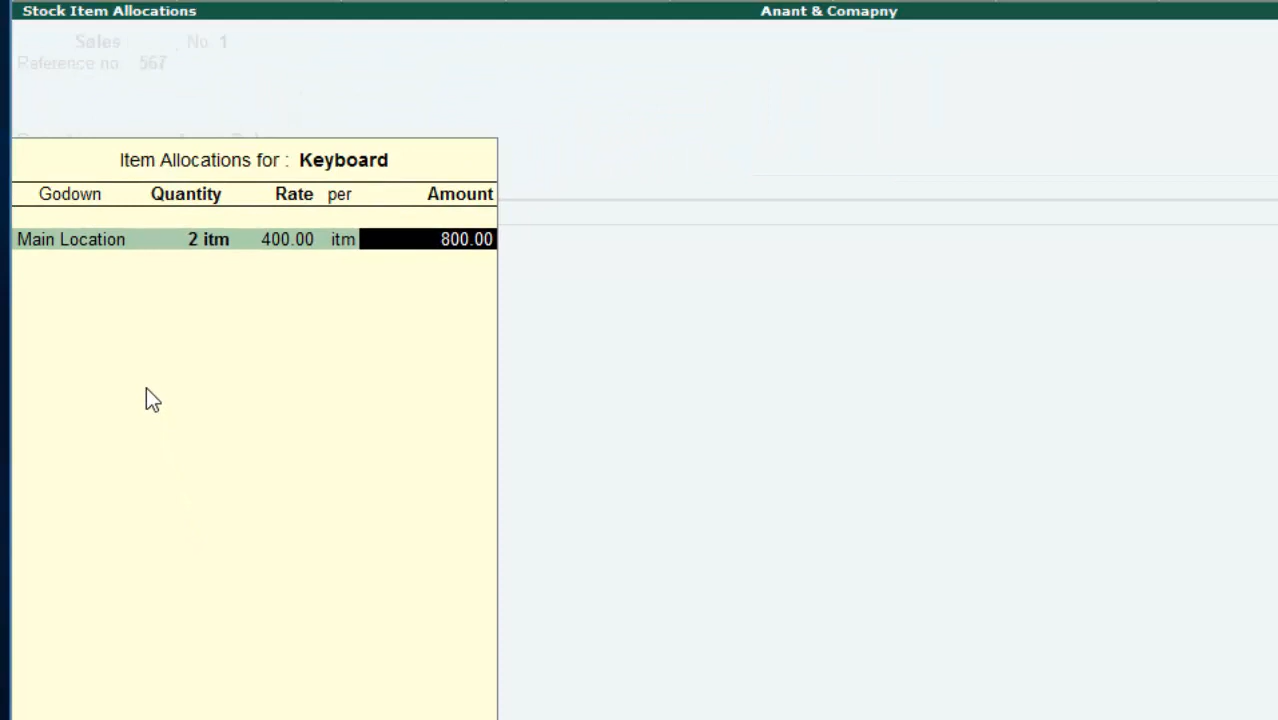 Stock Item Allocations Anant & Comapny
Sales No. 1
Reference no. 567
Item Allocations for : Keyboard
Godown Quantity Rate per Amount
Main Location 2 itm 400.00 itm 800.00